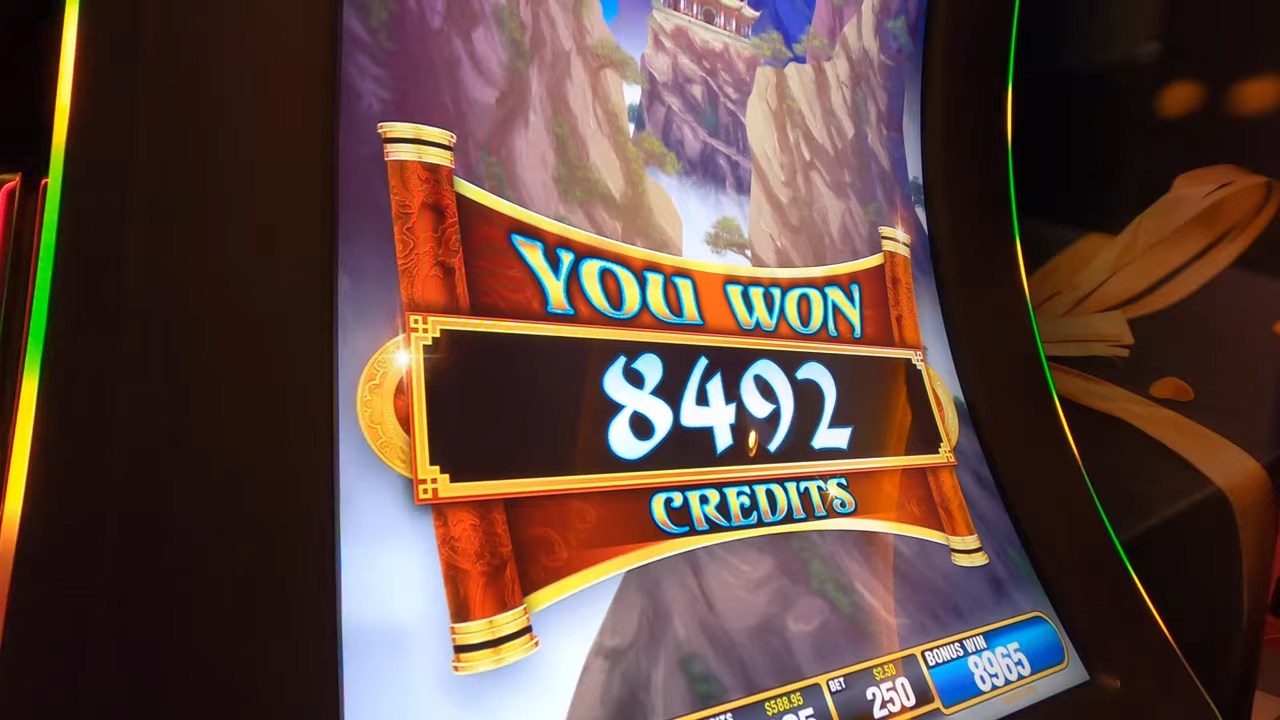 YOU WON
8492
CREDITS
BONUS WIN
8965
BET
$2.50
250
$588.95